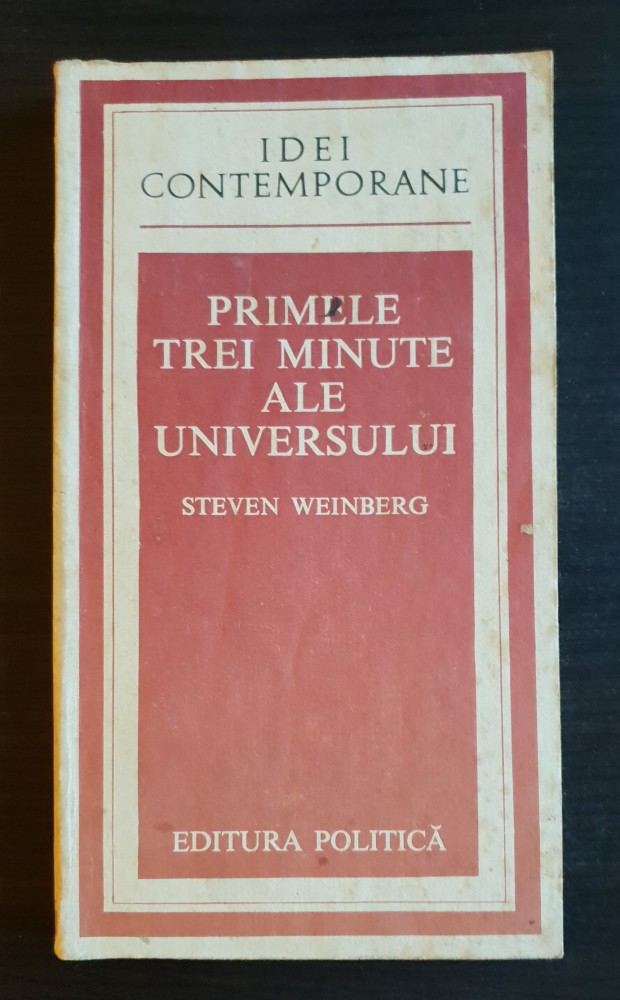 IDEI
CONTEMPORANE
PRIMELE
TREI MINUTE
ALE
UNIVERSULUI
STEVEN WEINBERG
EDITURA POLITICĂ